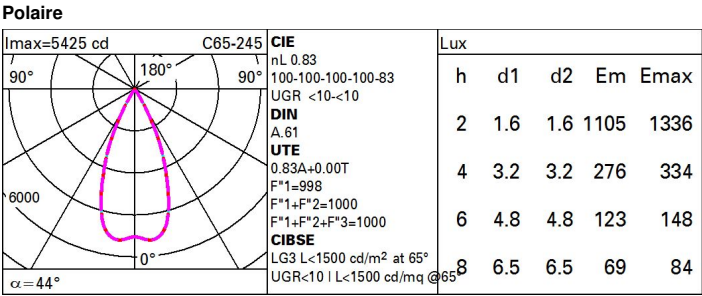 Polaire
Imax=5425 cd
C65-245
90°
180°
90°
6000
0°
α=44°
CIE
nL 0.83
100-100-100-100-83
UGR <10-<10
DIN
A.61
UTE
0.83A+0.00T
F"1=998
F"1+F"2=1000
F"1+F"2+F"3=1000
CIBSE
LG3 L<1500 cd/m² at 65°
UGR<10 | L<1500 cd/mq @65°
Lux
h d1 d2 Em Emax
2 1.6 1.6 1105 1336
4 3.2 3.2 276 334
6 4.8 4.8 123 148
8 6.5 6.5 69 84